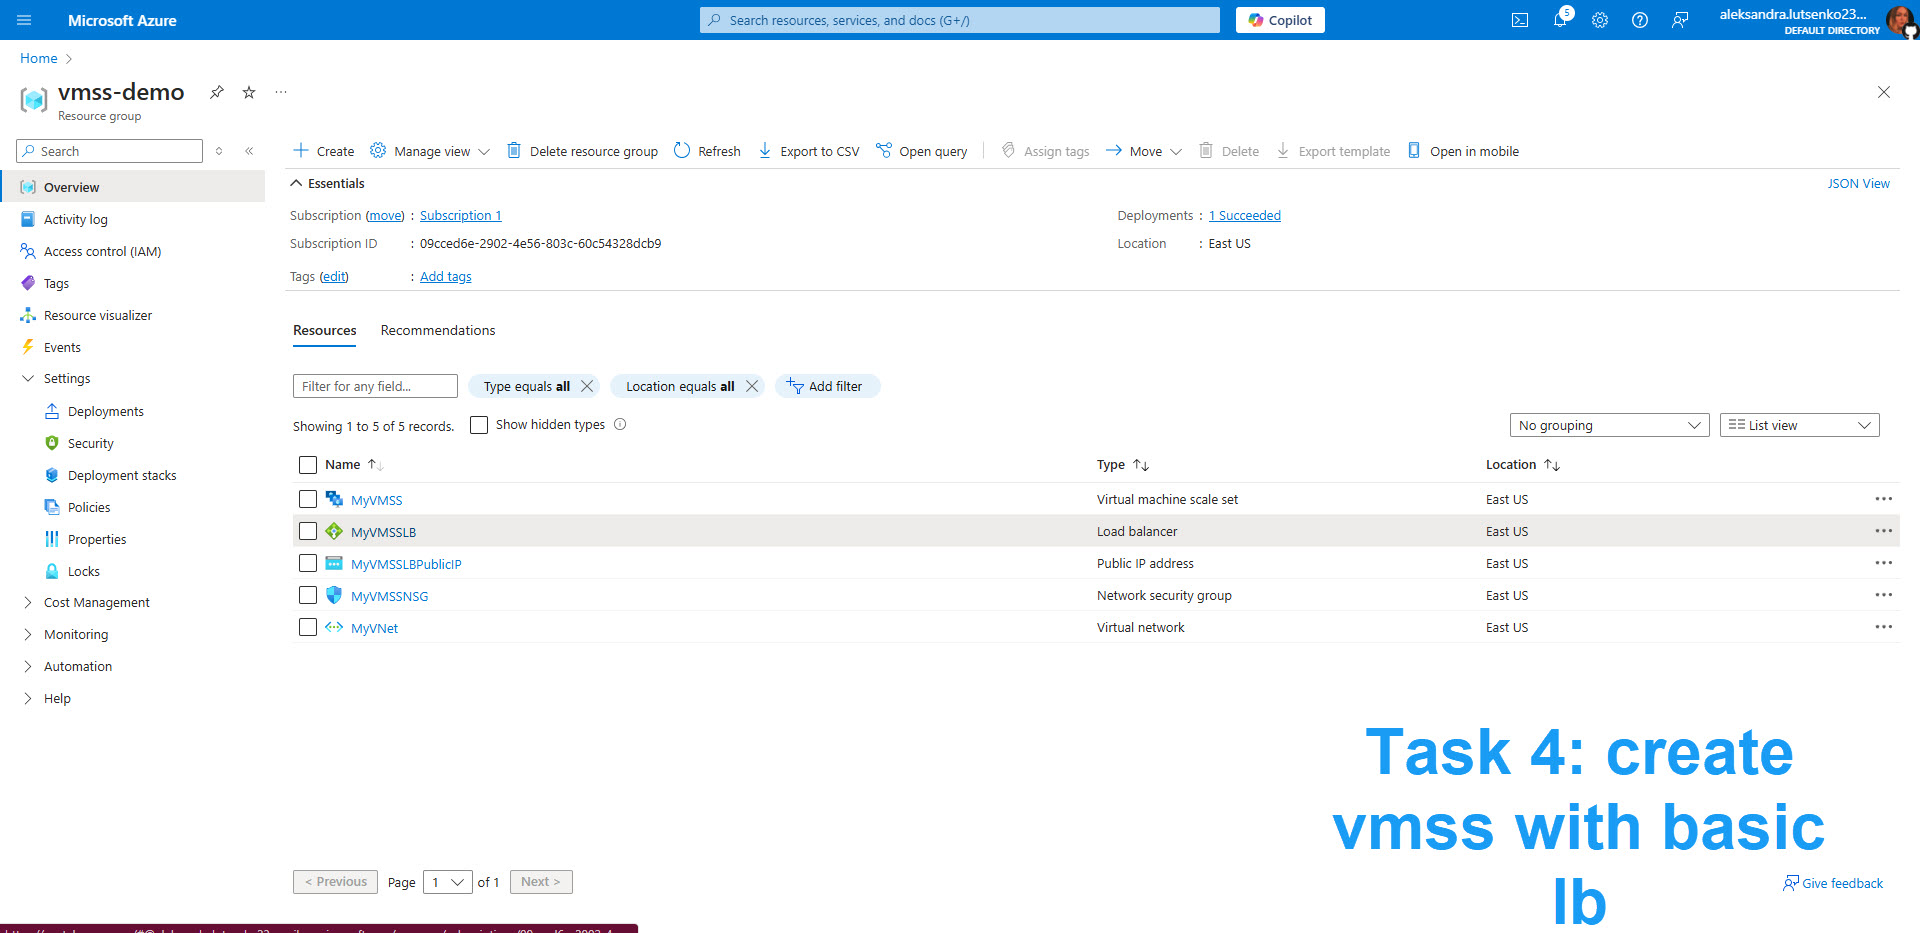 Microsoft Azure
Search resources, services, and docs (G+/)
Copilot
5
aleksandra.lutsenko23...
DEFAULT DIRECTORY
Home
vmss-demo
Resource group
Search
Create
Manage view
Delete resource group
Refresh
Export to CSV
Open query
Assign tags
Move
Delete
Export template
Open in mobile
Overview
Activity log
Access control (IAM)
Tags
Resource visualizer
Events
Settings
Deployments
Security
Deployment stacks
Policies
Properties
Locks
Cost Management
Monitoring
Automation
Help
Essentials
JSON View
Subscription (move) : Subscription 1
Subscription ID : 09cced6e-2902-4e56-803c-60c54328dcb9
Tags (edit) : Add tags
Deployments : 1 Succeeded
Location : East US
Resources
Recommendations
Filter for any field...
Type equals all
Location equals all
Add filter
Showing 1 to 5 of 5 records.
Show hidden types
No grouping
List view
Name Type Location
MyVMSS Virtual machine scale set East US
MyVMSSLB Load balancer East US
MyVMSSLBPublicIP Public IP address East US
MyVMSSNSG Network security group East US
MyVNet Virtual network East US
< Previous Page 1 of 1 Next >
Give feedback
Task 4: create
vmss with basic
lb